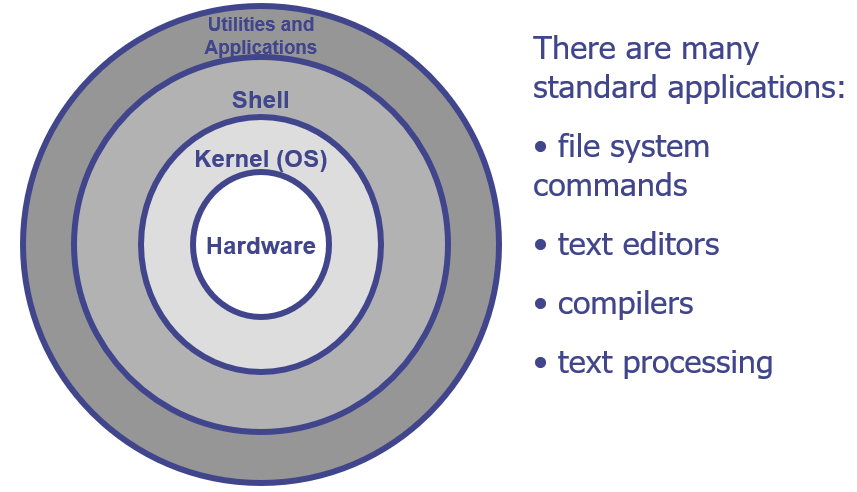 Utilities and
Applications
Shell
Kernel (OS)
Hardware
There are many
standard applications:
• file system
commands
• text editors
• compilers
• text processing